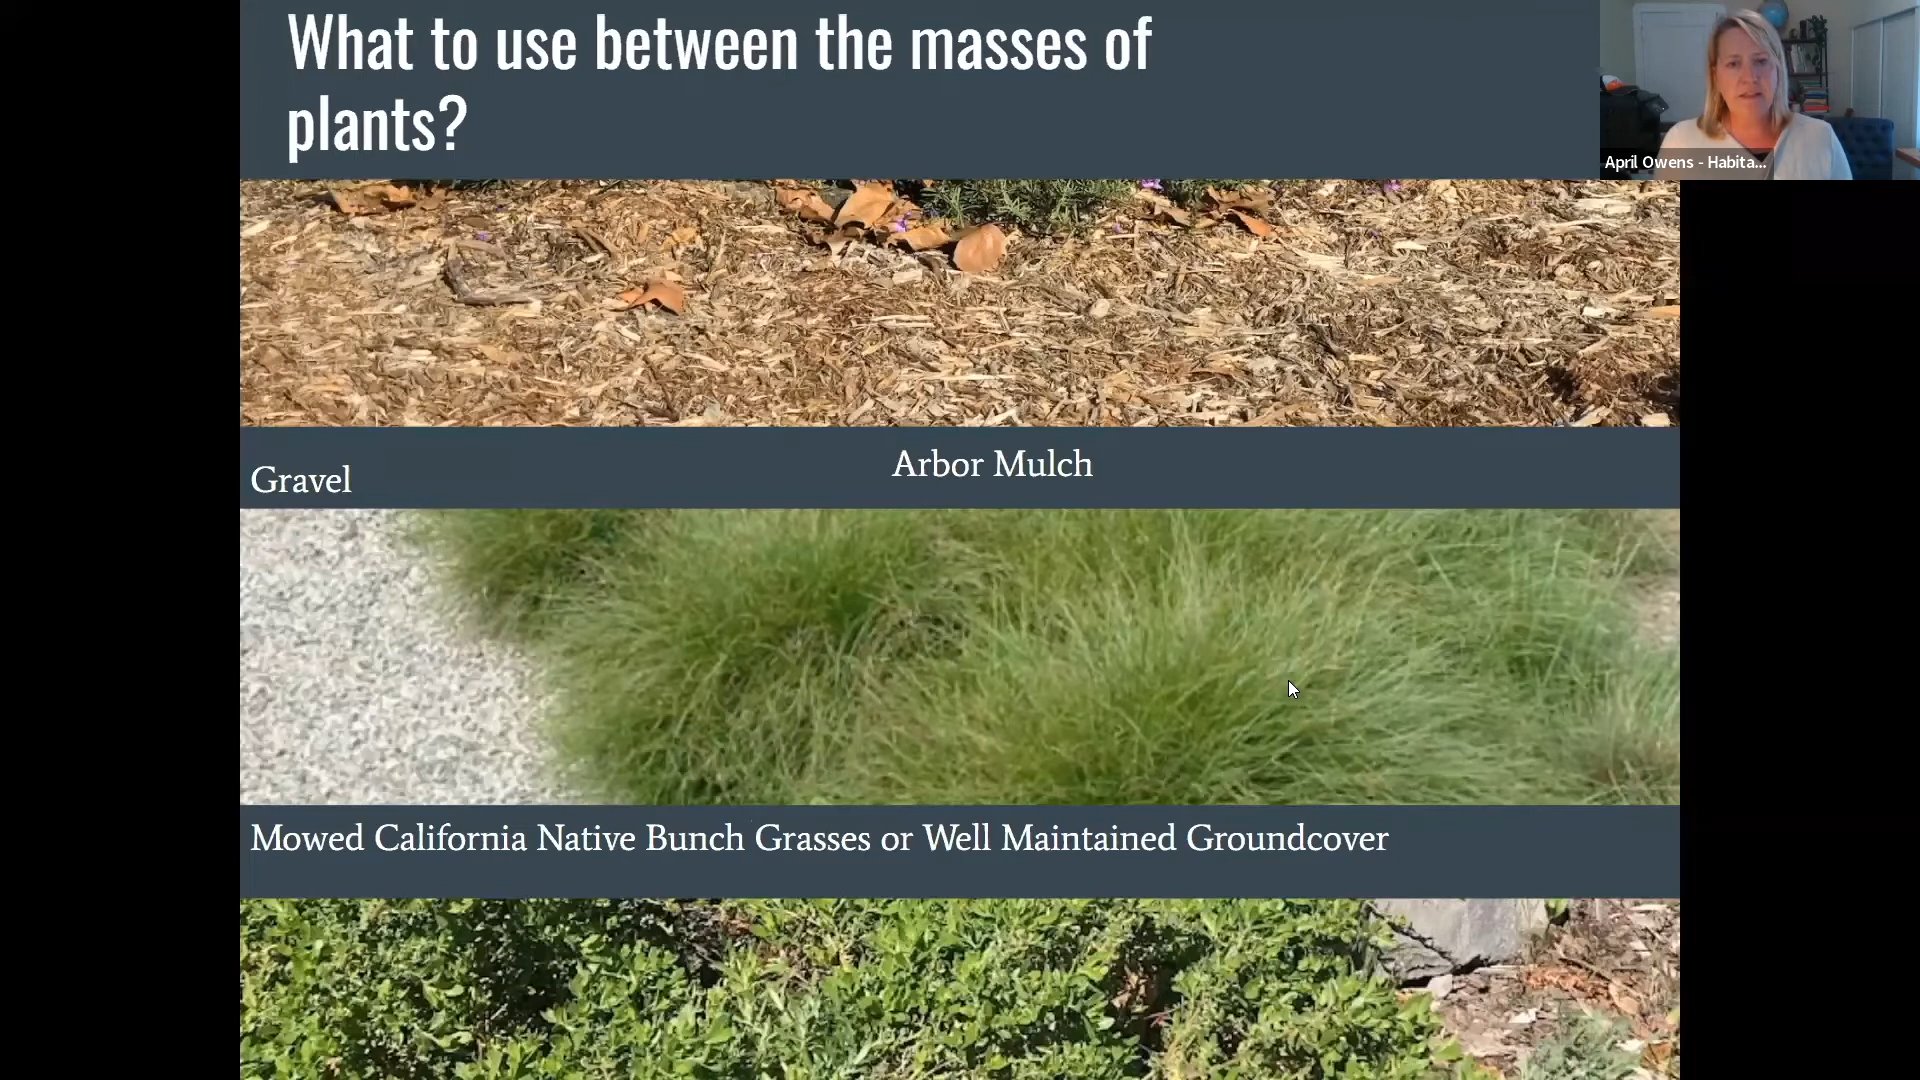 What to use between the masses of
plants?
April Owens - Habita...
Arbor Mulch
Gravel
Mowed California Native Bunch Grasses or Well Maintained Groundcover